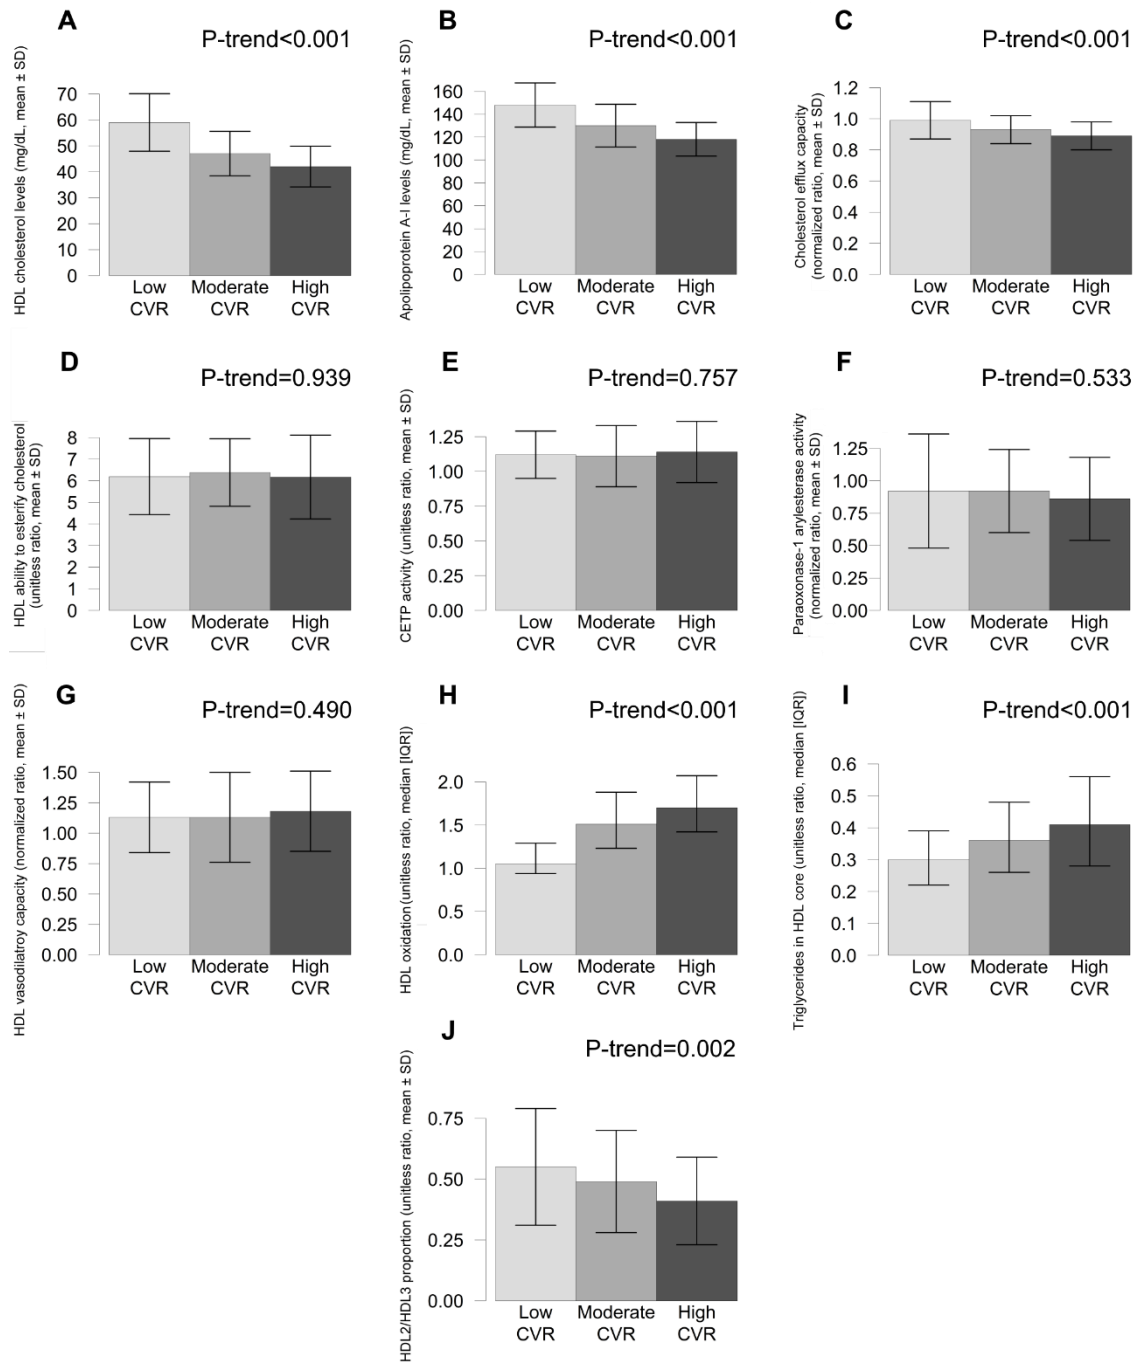 A
P-trend<0.001
HDL cholesterol levels (mg/dL, mean ± SD)
70
60
50
40
30
20
10
0
Low
CVR
Moderate
CVR
High
CVR
B
P-trend<0.001
Apolipoprotein A-I levels (mg/dL, mean ± SD)
160
140
120
100
80
60
40
20
0
Low
CVR
Moderate
CVR
High
CVR
C
P-trend<0.001
Cholesterol efflux capacity
(normalized ratio, mean ± SD)
1.2
1.0
0.8
0.6
0.4
0.2
0.0
Low
CVR
Moderate
CVR
High
CVR
D
P-trend=0.939
HDL ability to esterify cholesterol
(unitless ratio, mean ± SD)
8
7
6
5
4
3
2
1
0
Low
CVR
Moderate
CVR
High
CVR
E
P-trend=0.757
CETP activity (unitless ratio, mean ± SD)
1.25
1.00
0.75
0.50
0.25
0.00
Low
CVR
Moderate
CVR
High
CVR
F
P-trend=0.533
Paraoxonase-1 arylesterase activity
(normalized ratio, mean ± SD)
1.25
1.00
0.75
0.50
0.25
0.00
Low
CVR
Moderate
CVR
High
CVR
G
P-trend=0.490
HDL vasodilatroy capacity (normalized ratio, mean ± SD)
1.50
1.25
1.00
0.75
0.50
0.25
0.00
Low
CVR
Moderate
CVR
High
CVR
H
P-trend<0.001
HDL oxidation (unitless ratio, median [IQR])
2.0
1.5
1.0
0.5
0.0
Low
CVR
Moderate
CVR
High
CVR
I
P-trend<0.001
Triglycerides in HDL core (unitless ratio, median [IQR])
0.6
0.5
0.4
0.3
0.2
0.1
0.0
Low
CVR
Moderate
CVR
High
CVR
J
P-trend=0.002
HDL2/HDL3 proportion (unitless ratio, mean ± SD)
0.75
0.50
0.25
0.00
Low
CVR
Moderate
CVR
High
CVR